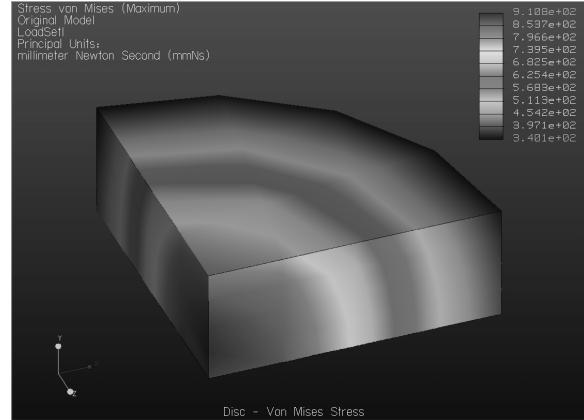 Stress von Mises (Maximum)
Original Model
LoadSet1
Principal Units:
millimeter Newton Second (mmNs)
9.108e+02
8.537e+02
7.966e+02
7.395e+02
6.825e+02
6.254e+02
5.683e+02
5.113e+02
4.542e+02
3.971e+02
3.401e+02
Y
X
Z
Disc - Von Mises Stress